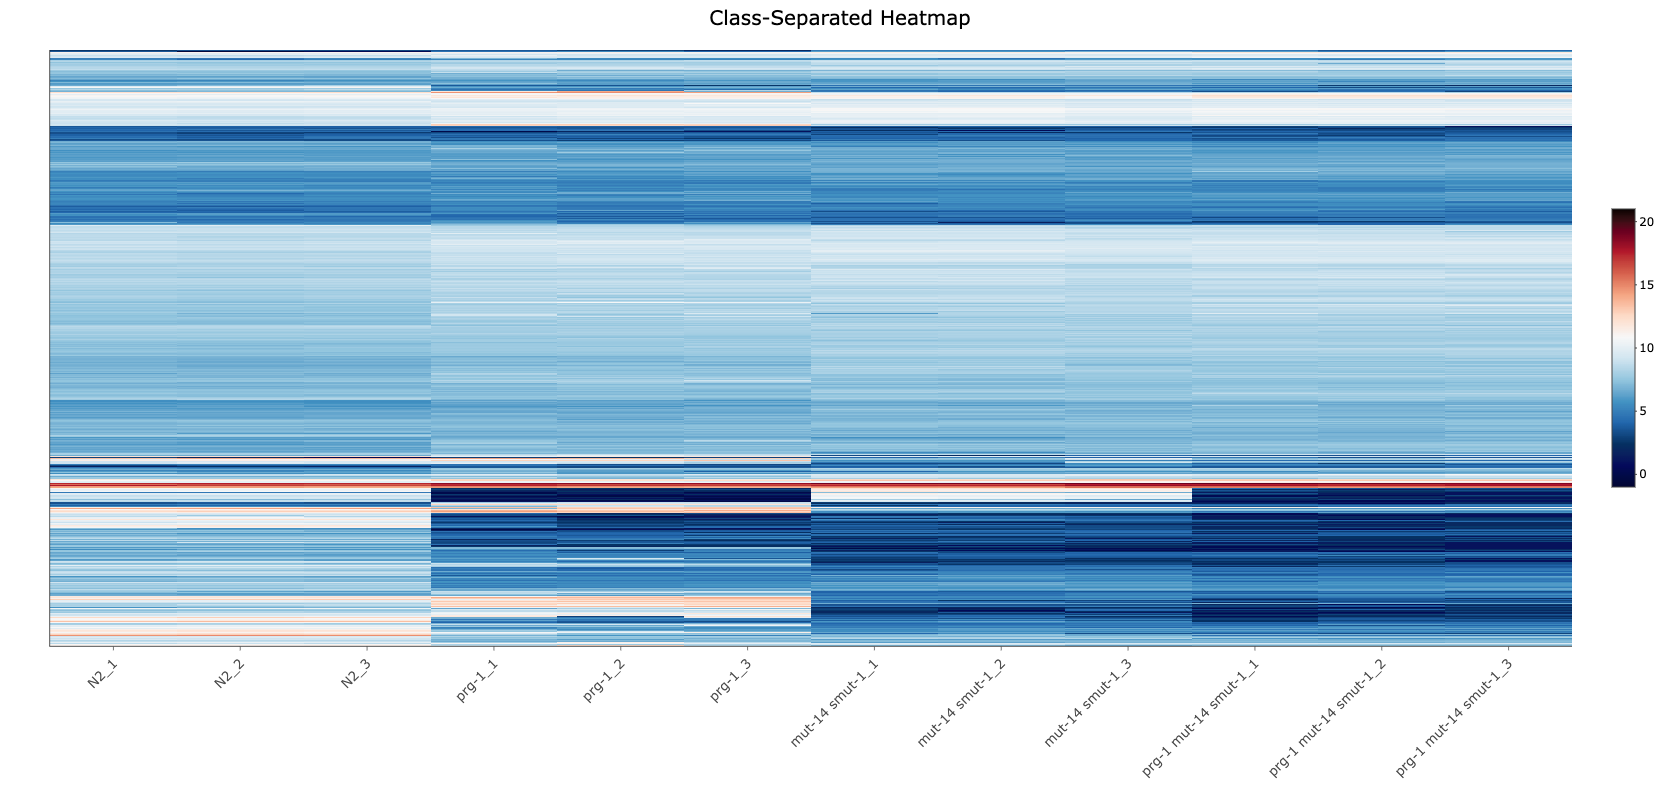 Class-Separated Heatmap
20
15
10
5
0
N2_1
N2_2
N2_3
prg-1_1
prg-1_2
prg-1_3
mut-14 smut-1_1
mut-14 smut-1_2
mut-14 smut-1_3
prg-1 mut-14 smut-1_1
prg-1 mut-14 smut-1_2
prg-1 mut-14 smut-1_3